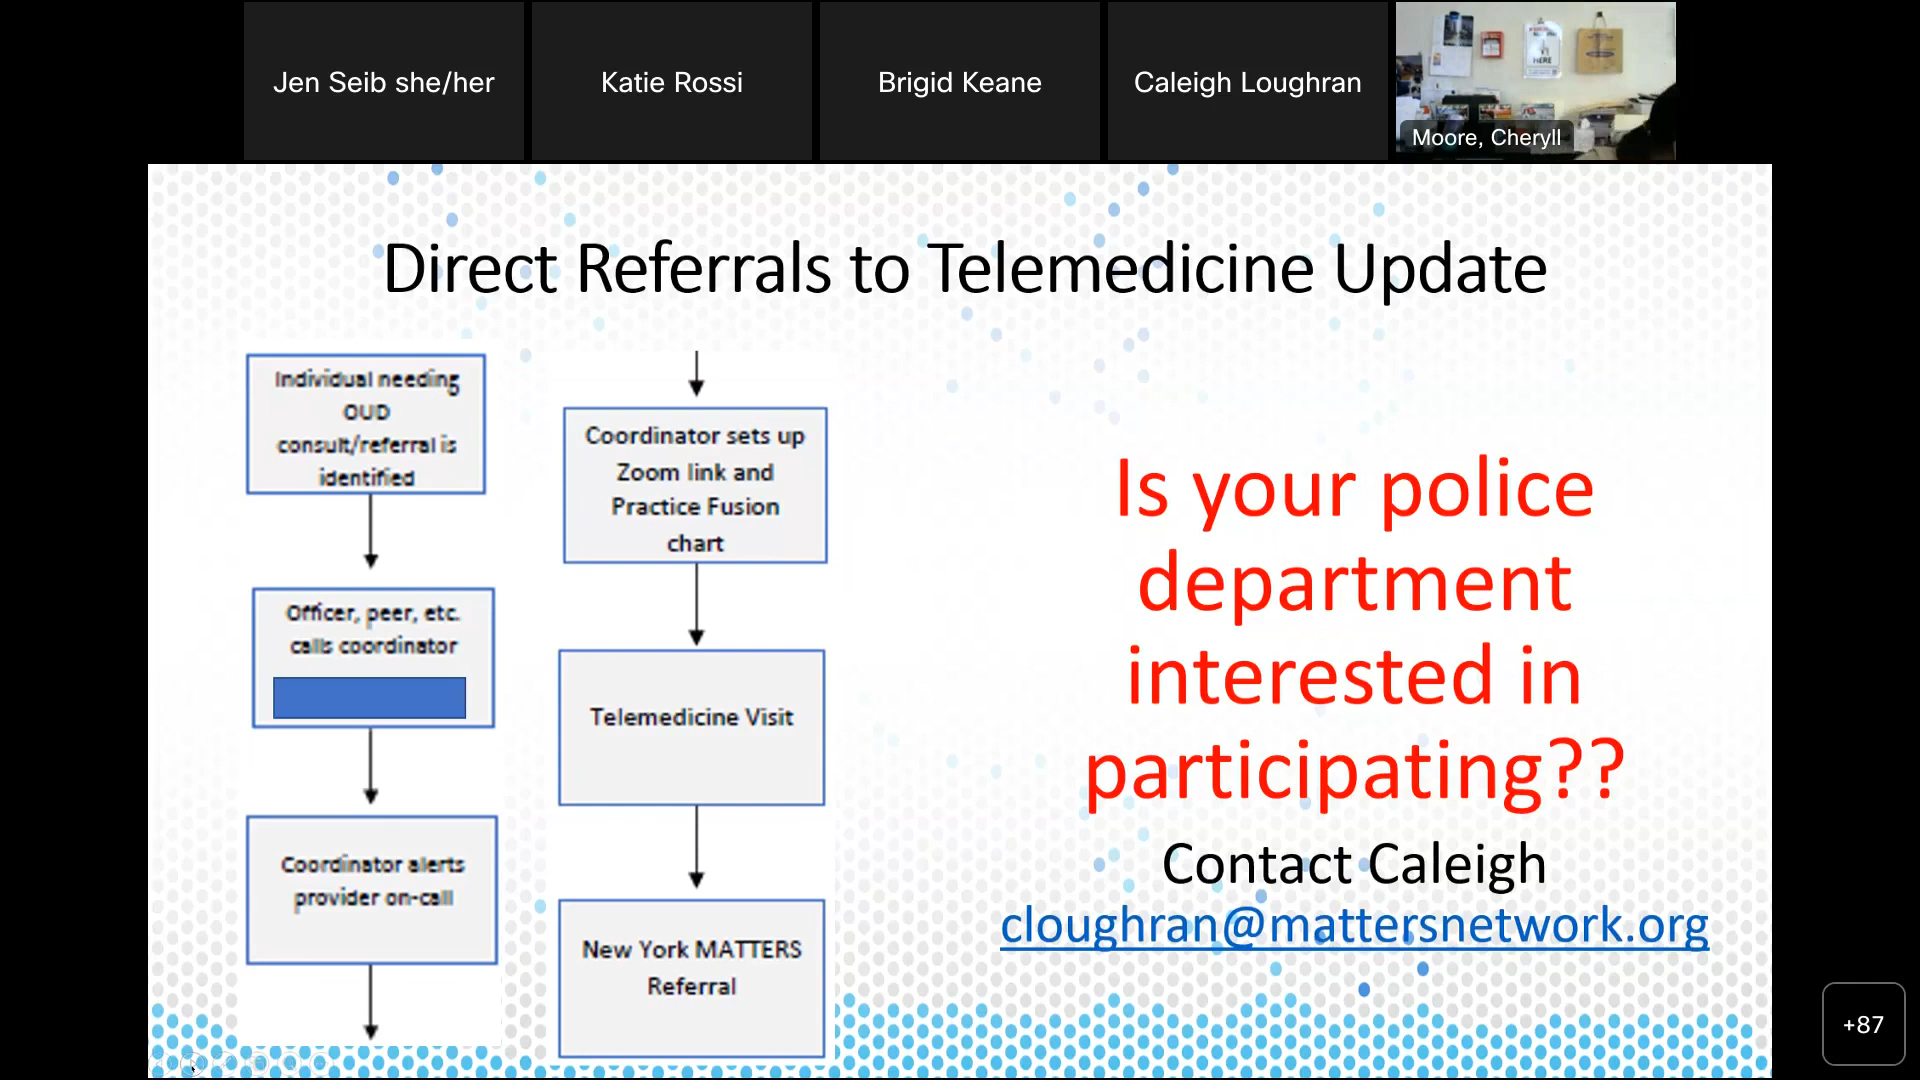 Jen Seib she/her
Katie Rossi
Brigid Keane
Caleigh Loughran
HERE
Moore, Cheryll
Direct Referrals to Telemedicine Update
Individual needing
OUD
consult/referral is
identified
Officer, peer, etc.
calls coordinator
Coordinator alerts
provider on-call
Coordinator sets up
Zoom link and
Practice Fusion
chart
Telemedicine Visit
New York MATTERS
Referral
Is your police
department
interested in
participating??
Contact Caleigh
cloughran@mattersnetwork.org
+87